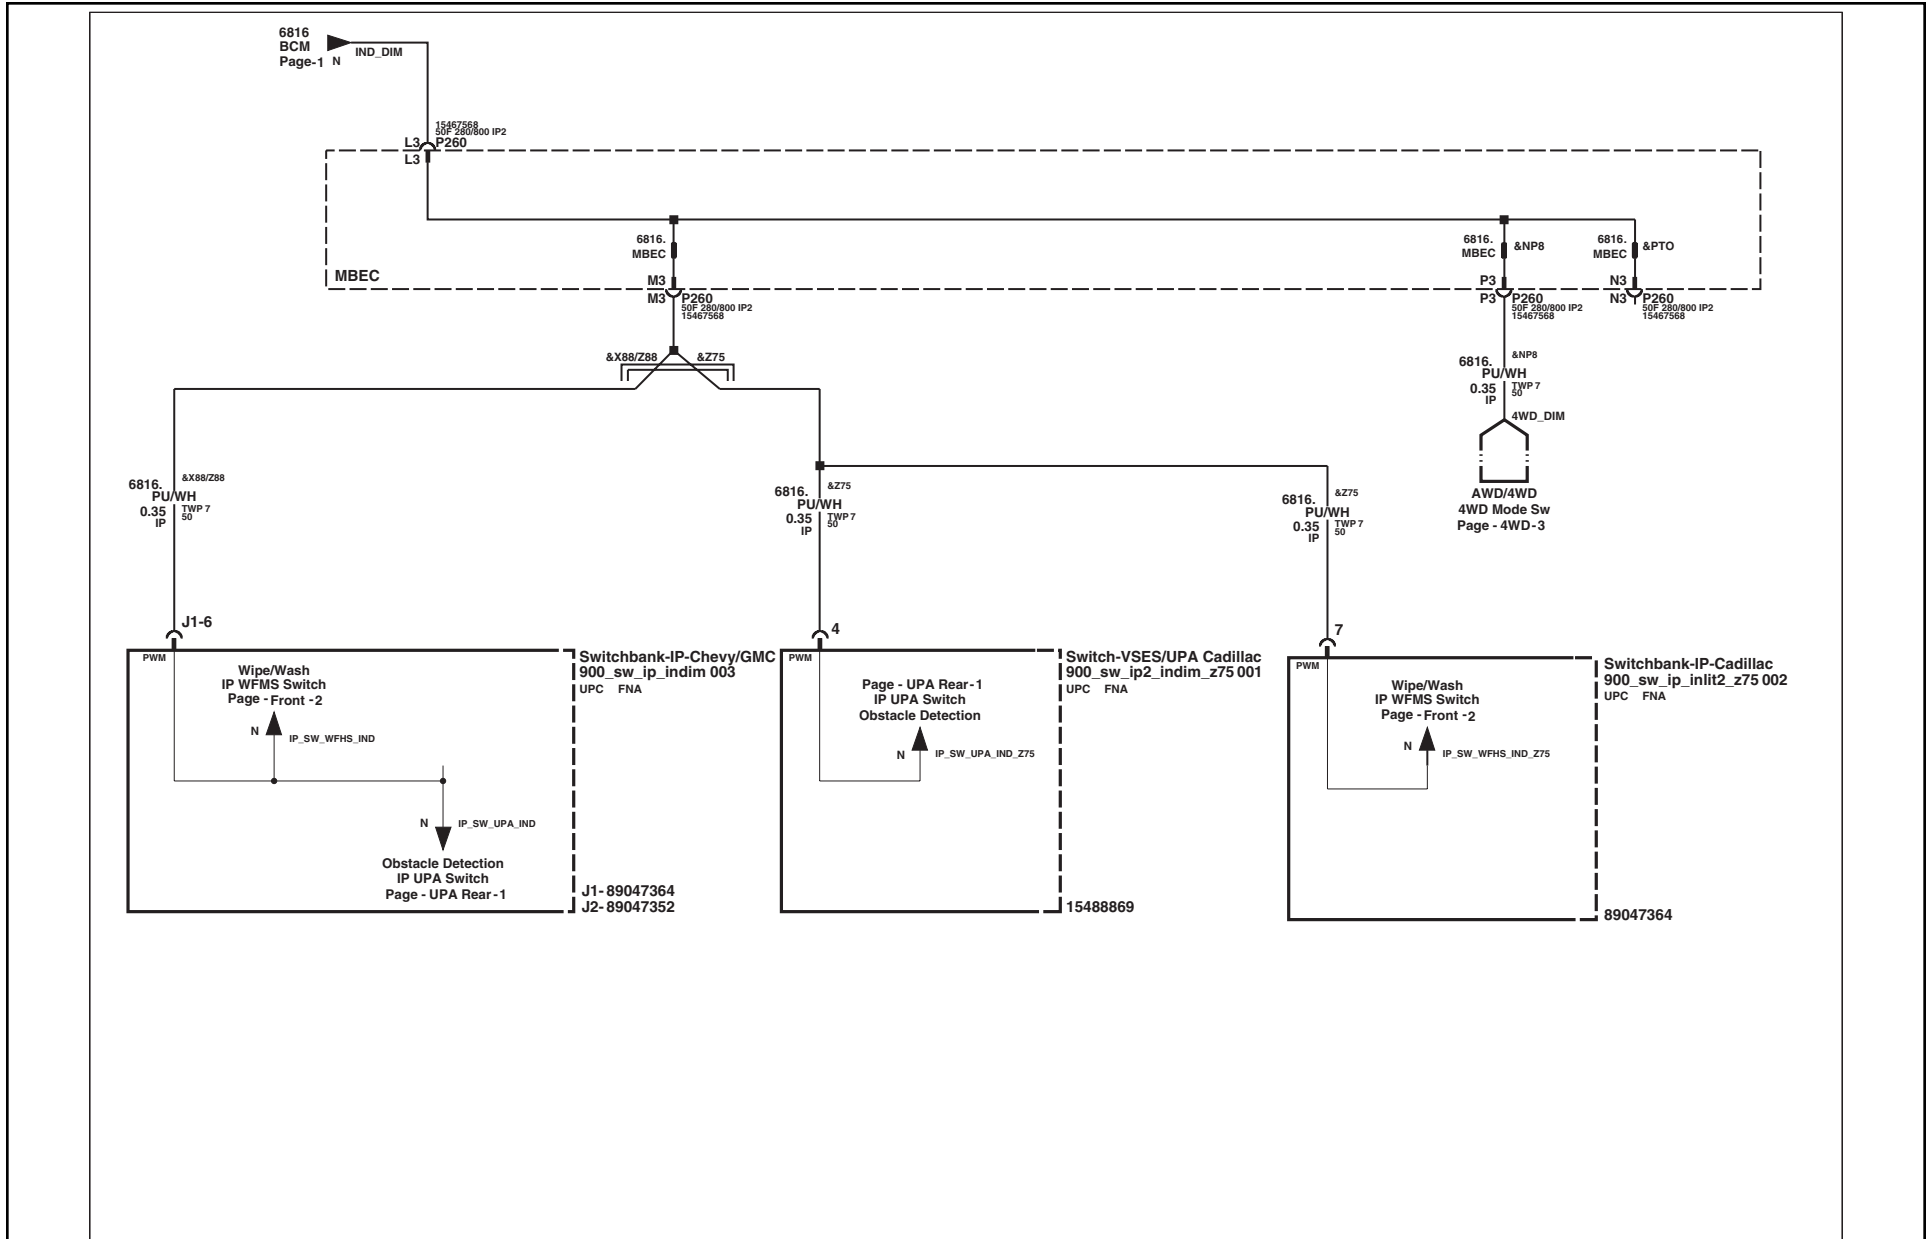 6816
BCM
Page-1 N
IND_DIM
15467568
50F 280/800 IP2
L3 P260
L3
6816.
MBEC
6816.
MBEC
&NP8
6816.
MBEC
&PTO
MBEC
M3
M3 P260
50F 280/800 IP2
15467568
P3
P3 P260
50F 280/800 IP2
15467568
N3
N3 P260
50F 280/800 IP2
15467568
&X88/Z88
&Z75
6816.
PU/WH
0.35
IP
&NP8
TWP 7
50
4WD_DIM
AWD/4WD
4WD Mode Sw
Page - 4WD-3
6816.
PU/WH
0.35
IP
&X88/Z88
TWP 7
50
6816.
PU/WH
0.35
IP
&Z75
TWP 7
50
6816.
PU/WH
0.35
IP
&Z75
TWP 7
50
J1-6
PWM
Wipe/Wash
IP WFMS Switch
Page - Front -2
N
IP_SW_WFHS_IND
N
IP_SW_UPA_IND
Obstacle Detection
IP UPA Switch
Page - UPA Rear-1
Switchbank-IP-Chevy/GMC
900_sw_ip_indim 003
UPC FNA
J1- 89047364
J2- 89047352
4
PWM
Page - UPA Rear-1
IP UPA Switch
Obstacle Detection
N
IP_SW_UPA_IND_Z75
Switch-VSES/UPA Cadillac
900_sw_ip2_indim_z75 001
UPC FNA
15488869
7
PWM
Wipe/Wash
IP WFMS Switch
Page - Front -2
N
IP_SW_WFHS_IND_Z75
Switchbank-IP-Cadillac
900_sw_ip_inlit2_z75 002
UPC FNA
89047364